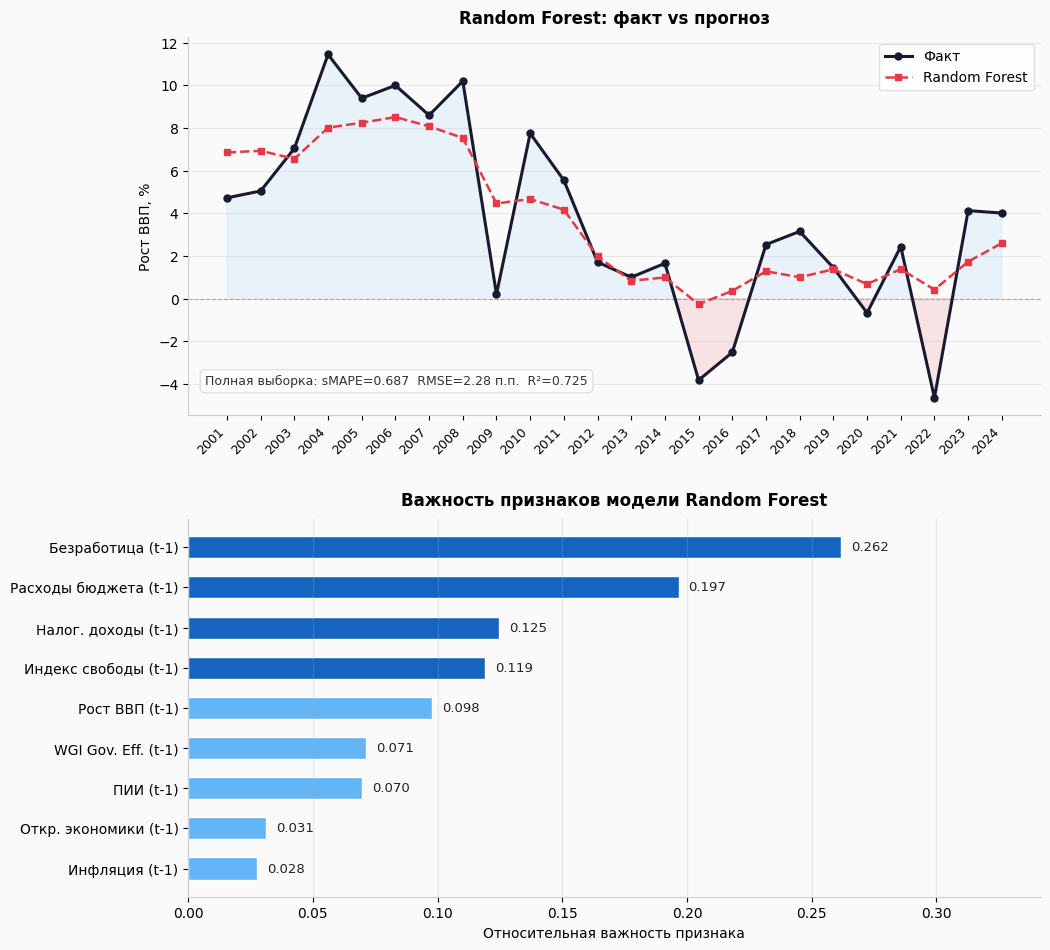 Random Forest: факт vs прогноз
Факт
Random Forest
Рост ВВП, %
12
10
8
6
4
2
0
−2
−4
Полная выборка: sMAPE=0.687 RMSE=2.28 п.п. R²=0.725
2001 2002 2003 2004 2005 2006 2007 2008 2009 2010 2011 2012 2013 2014 2015 2016 2017 2018 2019 2020 2021 2022 2023 2024
Важность признаков модели Random Forest
Безработица (t-1) 0.262
Расходы бюджета (t-1) 0.197
Налог. доходы (t-1) 0.125
Индекс свободы (t-1) 0.119
Рост ВВП (t-1) 0.098
WGI Gov. Eff. (t-1) 0.071
ПИИ (t-1) 0.070
Откр. экономики (t-1) 0.031
Инфляция (t-1) 0.028
0.00 0.05 0.10 0.15 0.20 0.25 0.30
Относительная важность признака